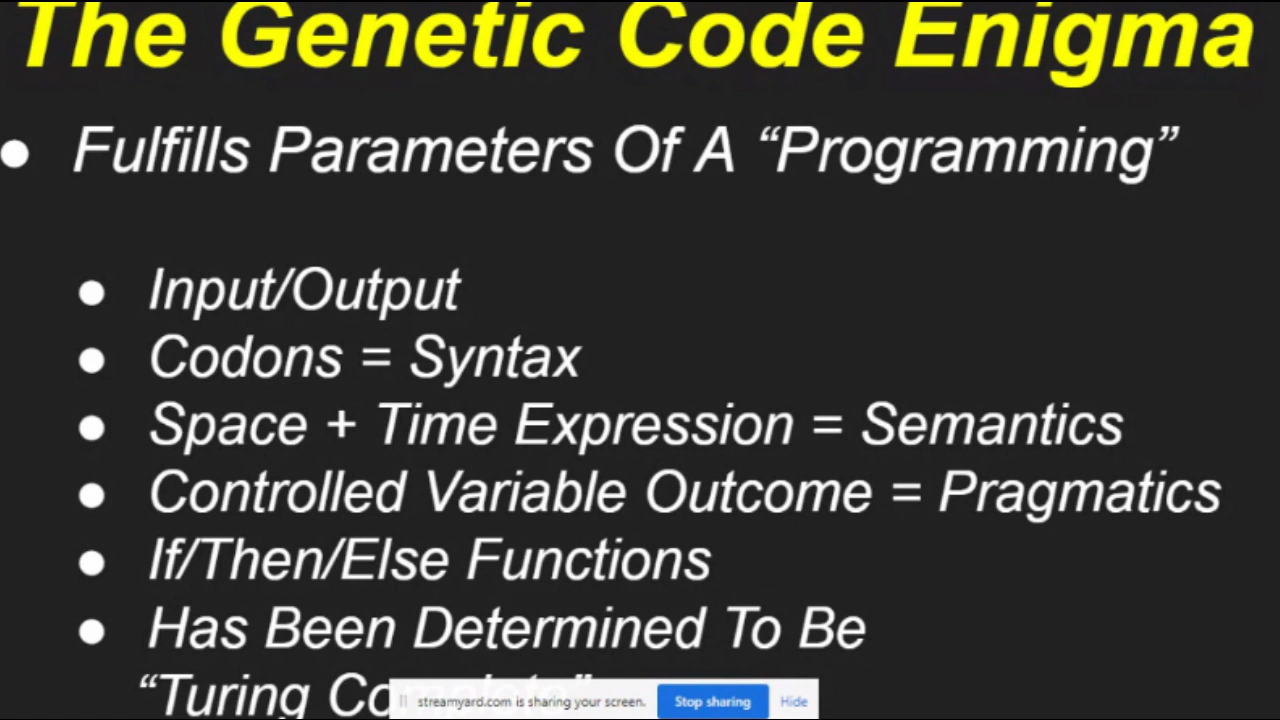 The Genetic Code Enigma
● Fulfills Parameters Of A “Programming”
● Input/Output
● Codons = Syntax
● Space + Time Expression = Semantics
● Controlled Variable Outcome = Pragmatics
● If/Then/Else Functions
● Has Been Determined To Be
“Turing
streamyard.com is sharing your screen. Stop sharing Hide